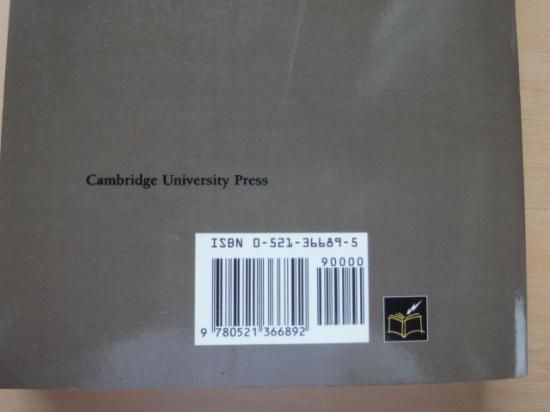 Cambridge University Press
ISBN 0-521-36689-5
90000
9 780521 366892